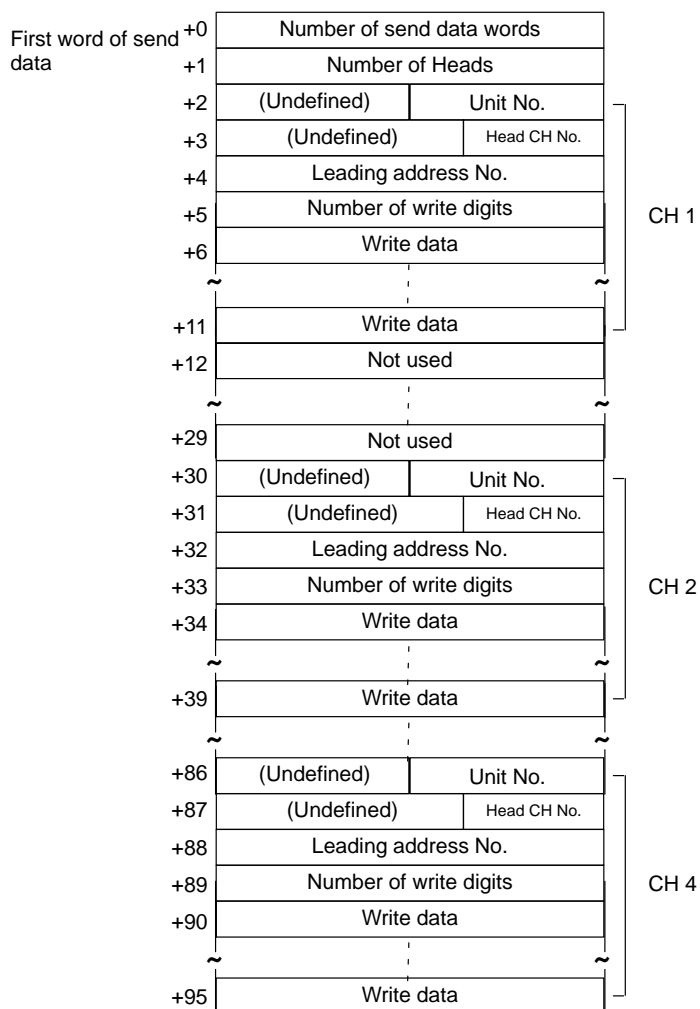 First word of send
data
+0 Number of send data words
+1 Number of Heads
+2 (Undefined) Unit No.
+3 (Undefined) Head CH No.
+4 Leading address No.
+5 Number of write digits
+6 Write data
CH 1
~ ~
+11 Write data
+12 Not used
~ ~
+29 Not used
+30 (Undefined) Unit No.
+31 (Undefined) Head CH No.
+32 Leading address No.
+33 Number of write digits
+34 Write data
CH 2
~ ~
+39 Write data
~ ~
+86 (Undefined) Unit No.
+87 (Undefined) Head CH No.
+88 Leading address No.
+89 Number of write digits
+90 Write data
CH 4
~ ~
+95 Write data